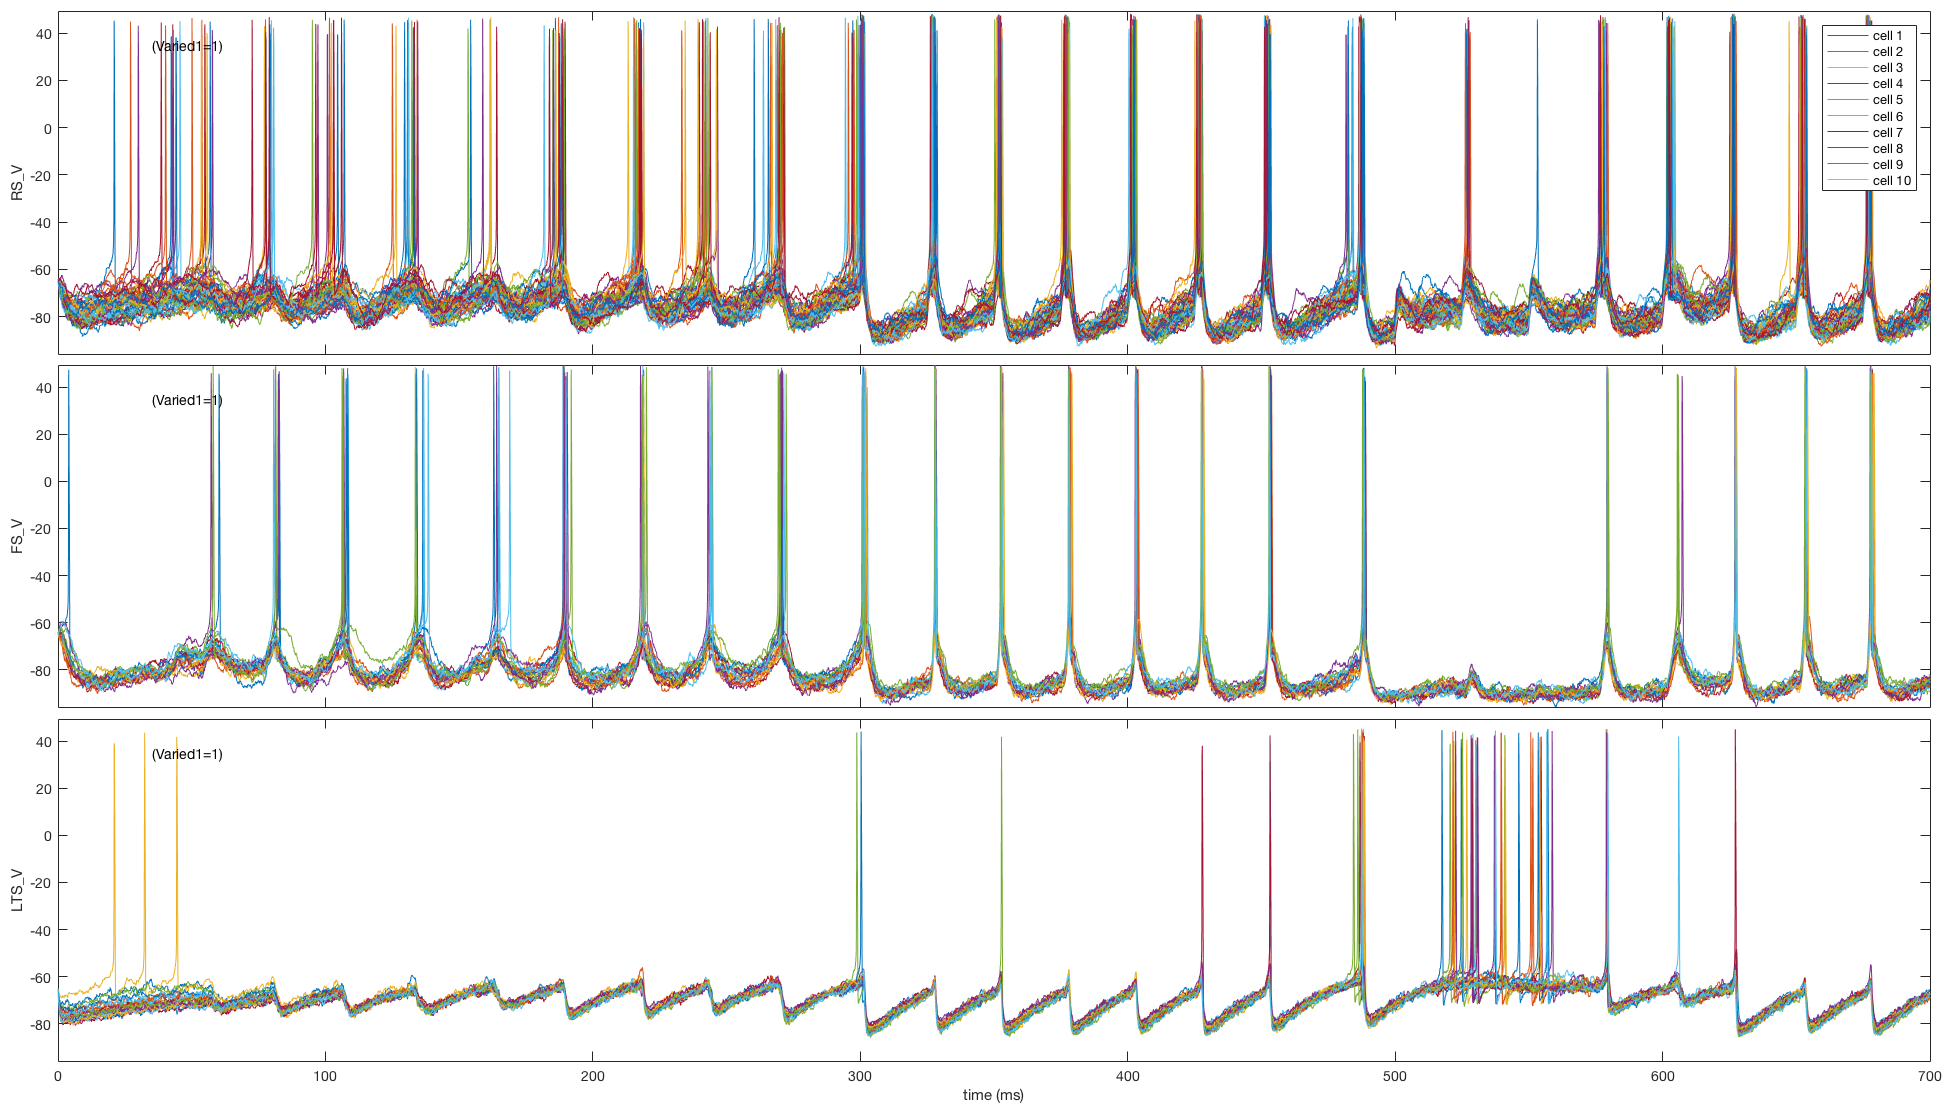 40
20
0
-20
-40
-60
-80
RS_V
(Varied1=1)
cell 1
cell 2
cell 3
cell 4
cell 5
cell 6
cell 7
cell 8
cell 9
cell 10
40
20
0
-20
-40
-60
-80
FS_V
(Varied1=1)
40
20
0
-20
-40
-60
-80
LTS_V
(Varied1=1)
0 100 200 300 400 500 600 700
time (ms)